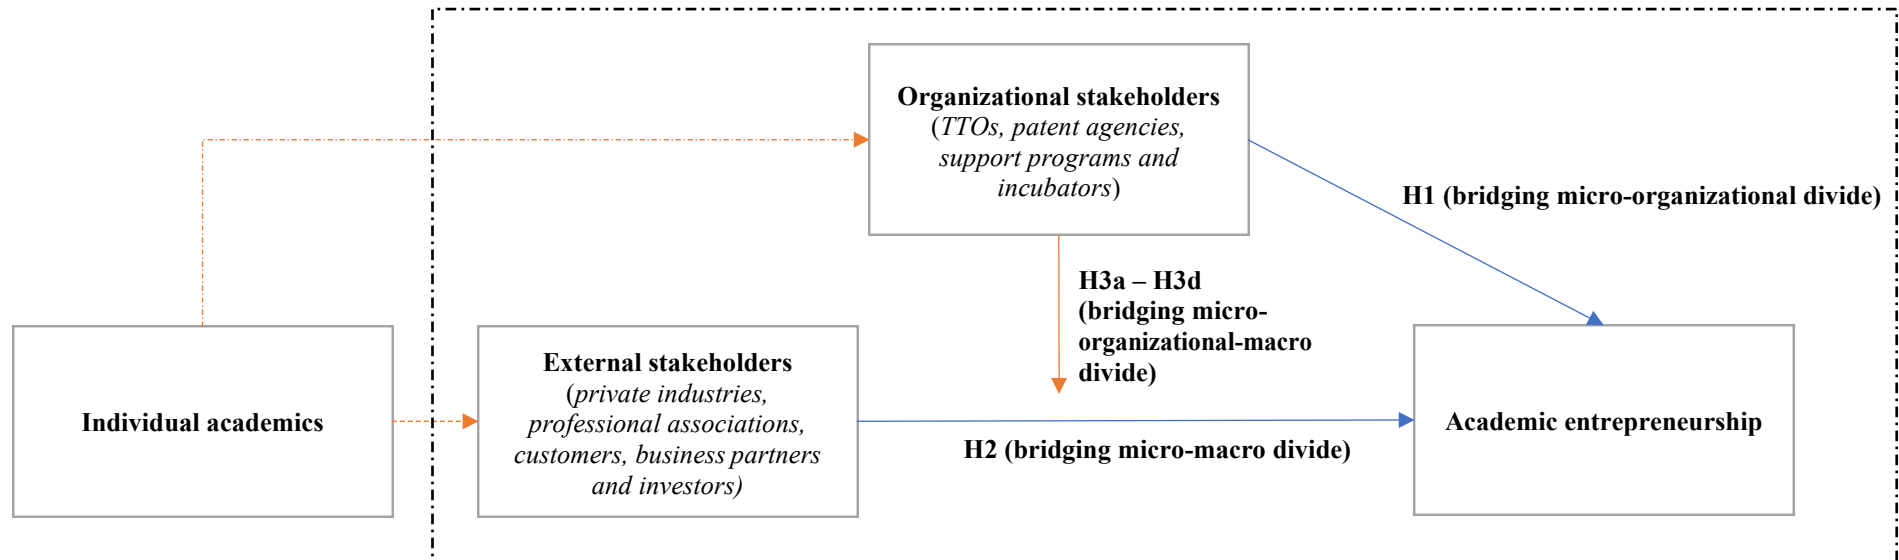 Organizational stakeholders
(TTOs, patent agencies,
support programs and
incubators)
H1 (bridging micro-organizational divide)
H3a – H3d
(bridging micro-
organizational-macro
divide)
Individual academics
External stakeholders
(private industries,
professional associations,
customers, business partners
and investors)
H2 (bridging micro-macro divide)
Academic entrepreneurship